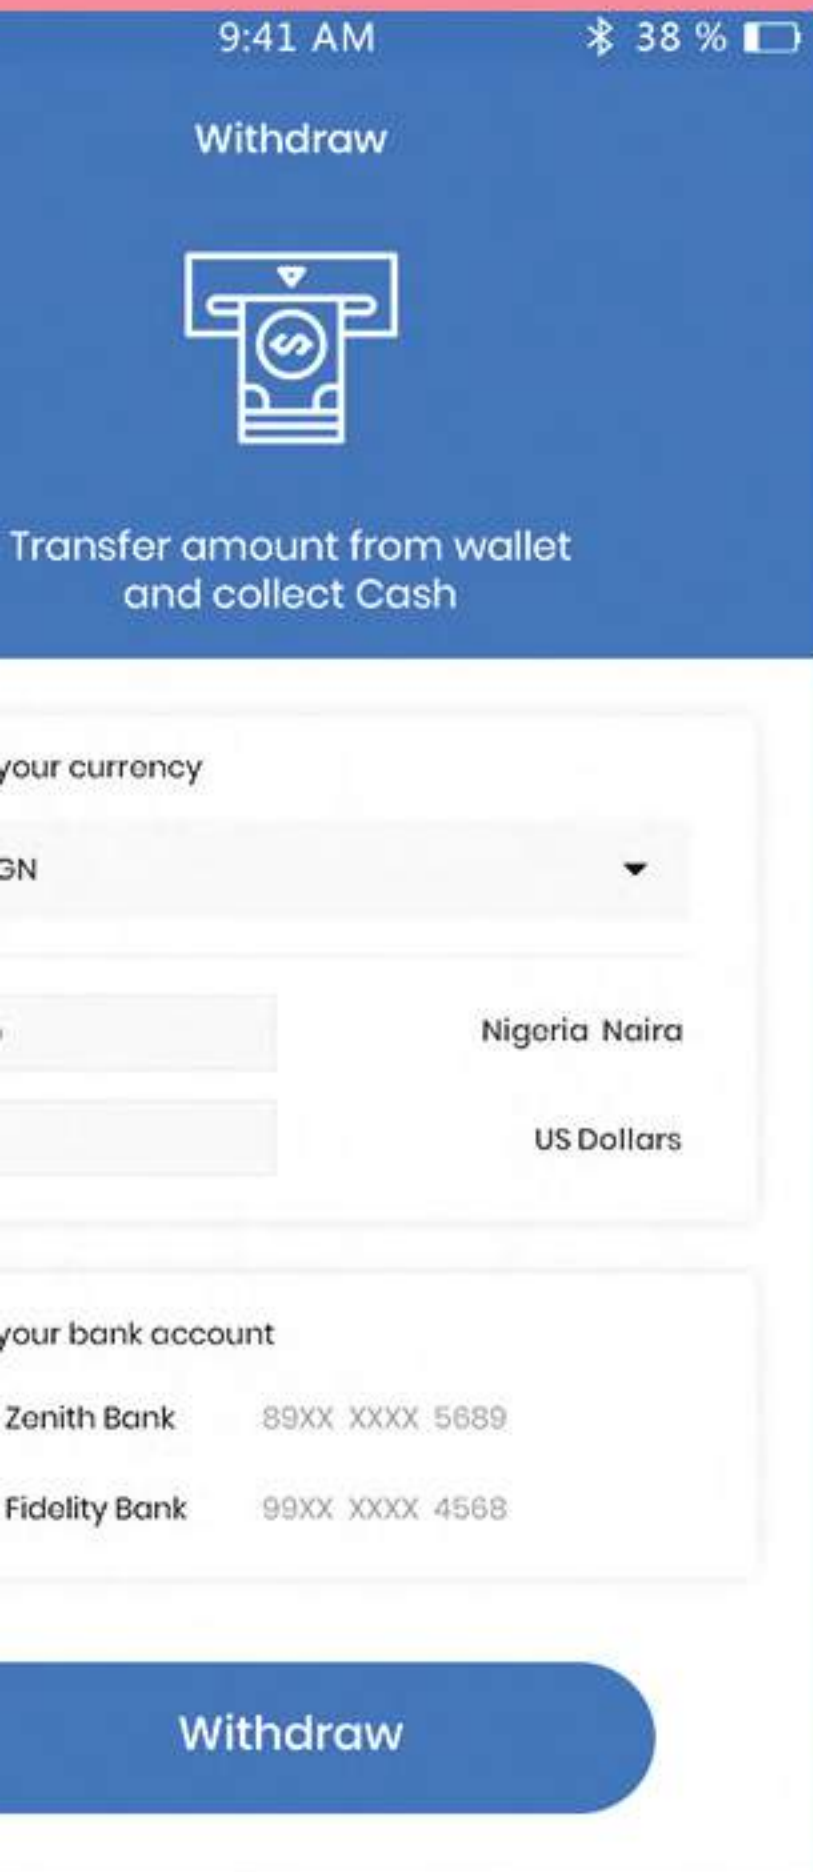 9:41 AM 38 %
Withdraw
Transfer amount from wallet
and collect Cash
your currency
GN
Nigeria Naira
US Dollars
your bank account
Zenith Bank 89XX XXXX 5689
Fidelity Bank 99XX XXXX 4568
Withdraw